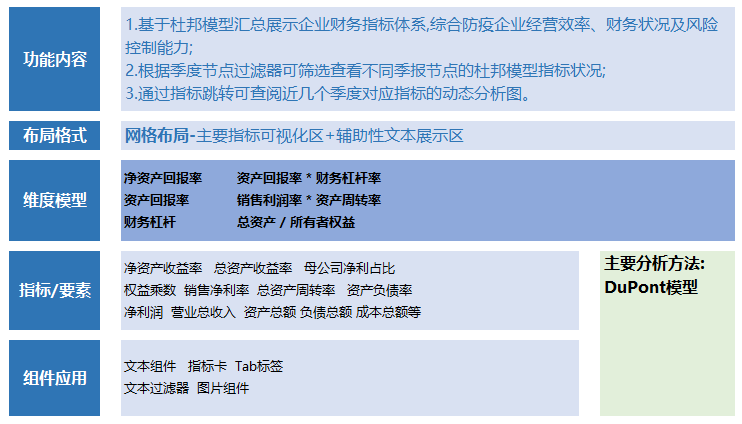 功能内容
1.基于杜邦模型汇总展示企业财务指标体系,综合防疫企业经营效率、财务状况及风险
控制能力;
2.根据季度节点过滤器可筛选查看不同季报节点的杜邦模型指标状况;
3.通过指标跳转可查阅近几个季度对应指标的动态分析图。
布局格式
网格布局-主要指标可视化区+辅助性文本展示区
维度模型
净资产回报率 资产回报率 * 财务杠杆率
资产回报率 销售利润率 * 资产周转率
财务杠杆 总资产 / 所有者权益
指标/要素
净资产收益率 总资产收益率 母公司净利占比
权益乘数 销售净利率 总资产周转率 资产负债率
净利润 营业总收入 资产总额 负债总额 成本总额等
主要分析方法:
DuPont模型
组件应用
文本组件 指标卡 Tab标签
文本过滤器 图片组件